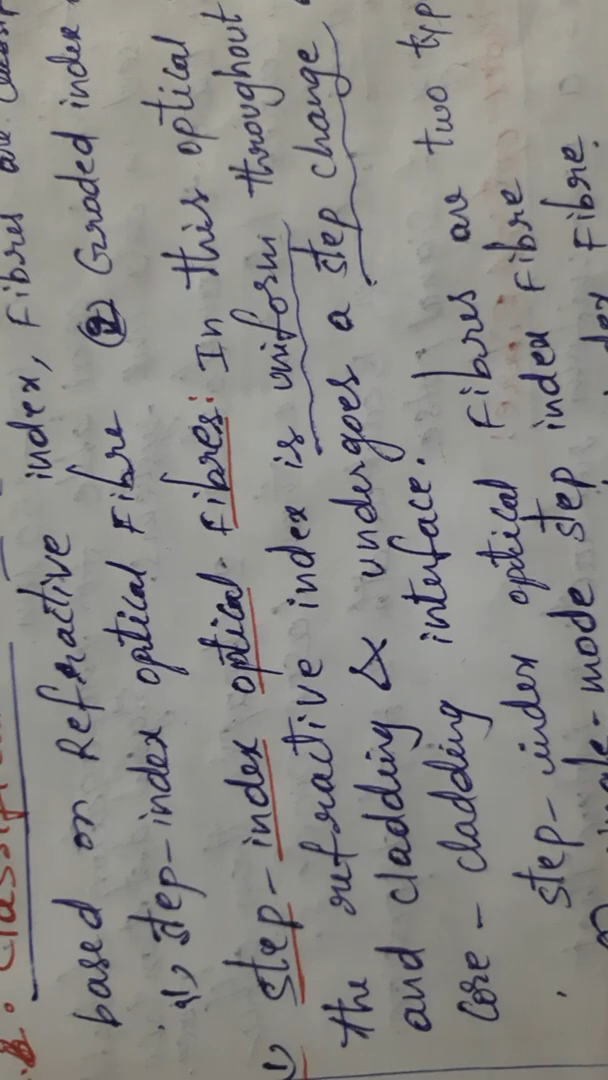 based on Refractive index, Fibres are
1) step-index optical Fibre (2) Graded index
1) step-index optical Fibres: In this optical
the refractive index is uniform throughout
and cladding & undergoes a step change
core - cladding interface.
step-index optical Fibres are two typ
mode step index Fibre
Fibre.